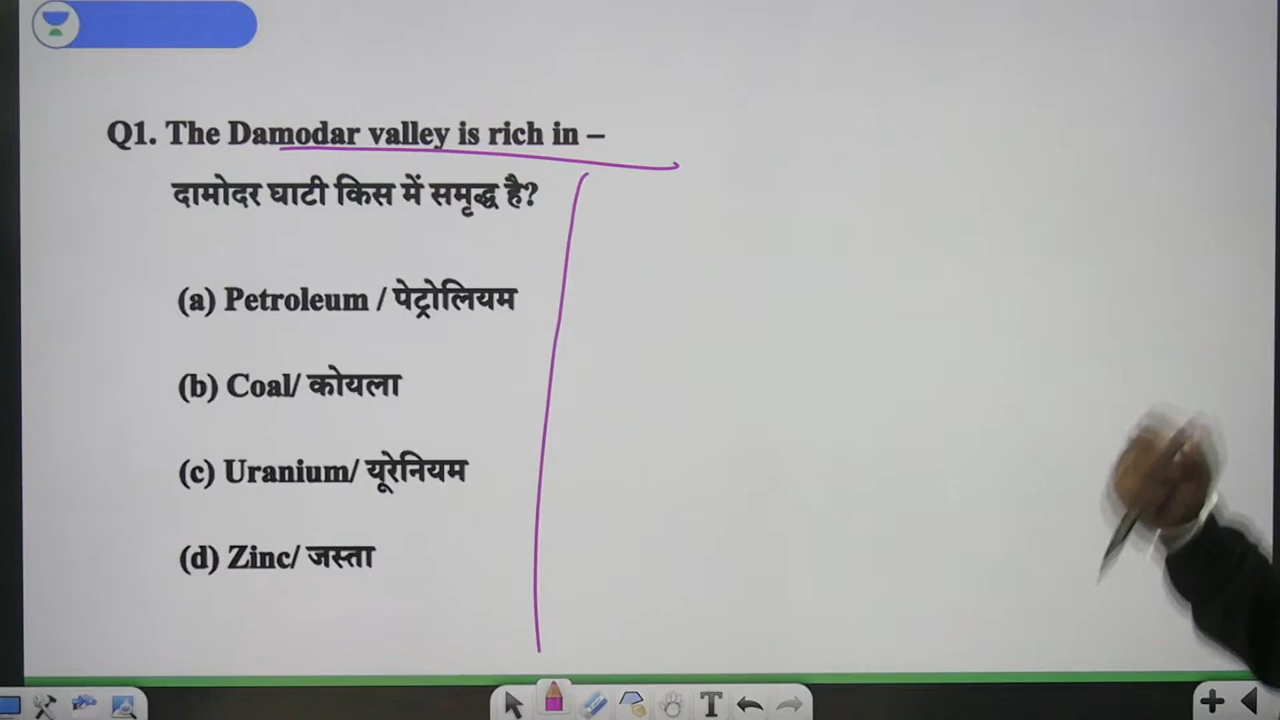 Q1. The Damodar valley is rich in –
दामोदर घाटी किस में समृद्ध है?
(a) Petroleum / पेट्रोलियम
(b) Coal/ कोयला
(c) Uranium/ यूरेनियम
(d) Zinc/ जस्ता
T